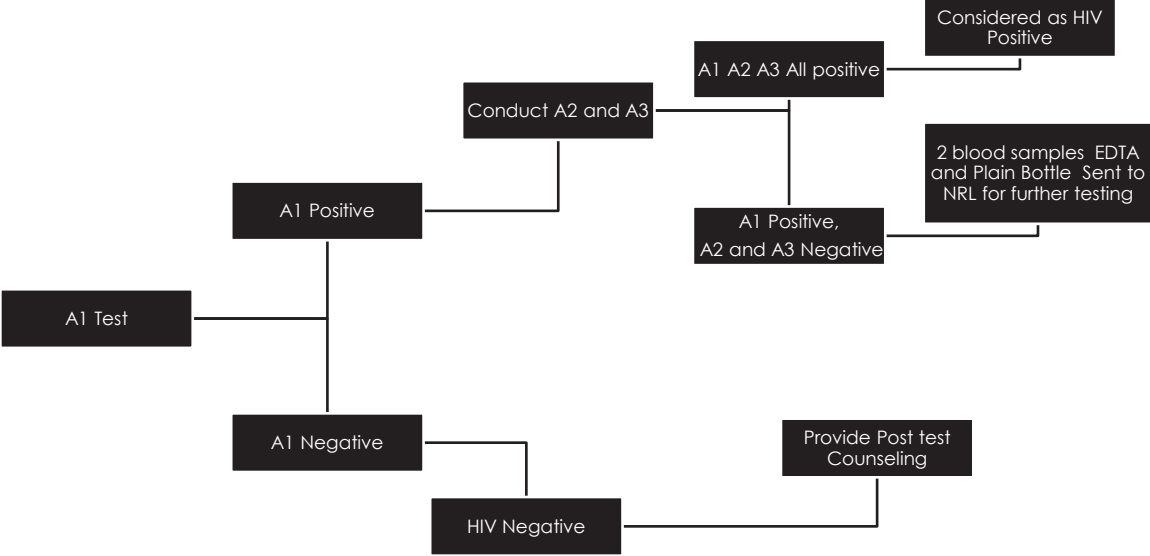 Considered as HIV
Positive
A1 A2 A3 All positive
Conduct A2 and A3
2 blood samples EDTA
and Plain Bottle Sent to
NRL for further testing
A1 Positive
A1 Positive,
A2 and A3 Negative
A1 Test
A1 Negative
Provide Post test
Counseling
HIV Negative